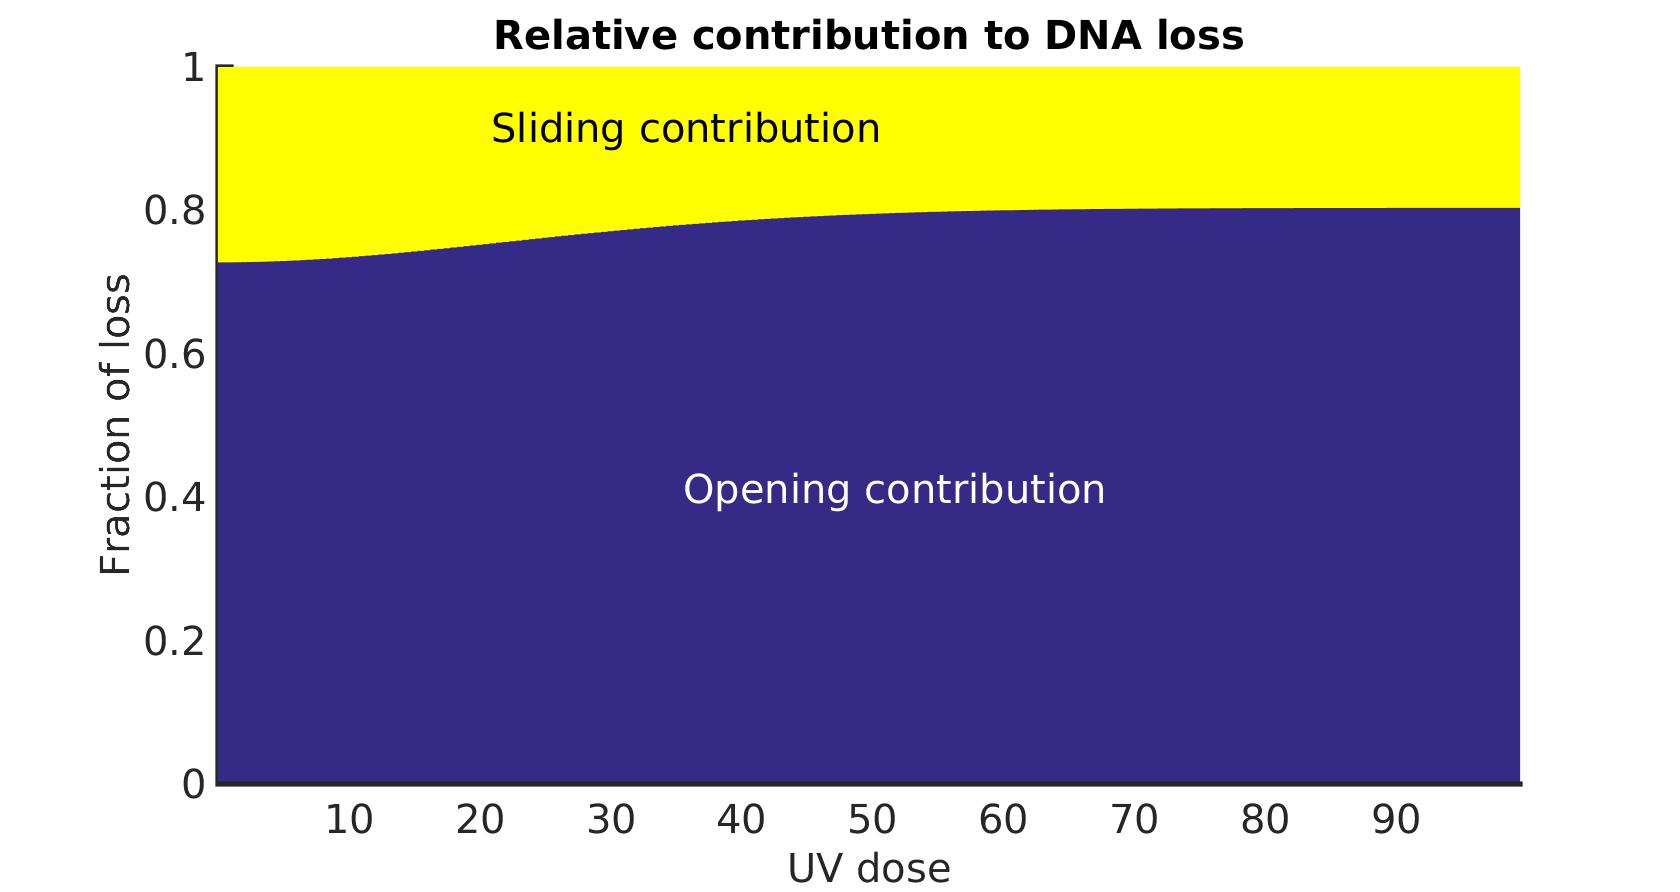 Relative contribution to DNA loss
1
0.8
0.6
0.4
0.2
0
Fraction of loss
Sliding contribution
Opening contribution
10 20 30 40 50 60 70 80 90
UV dose